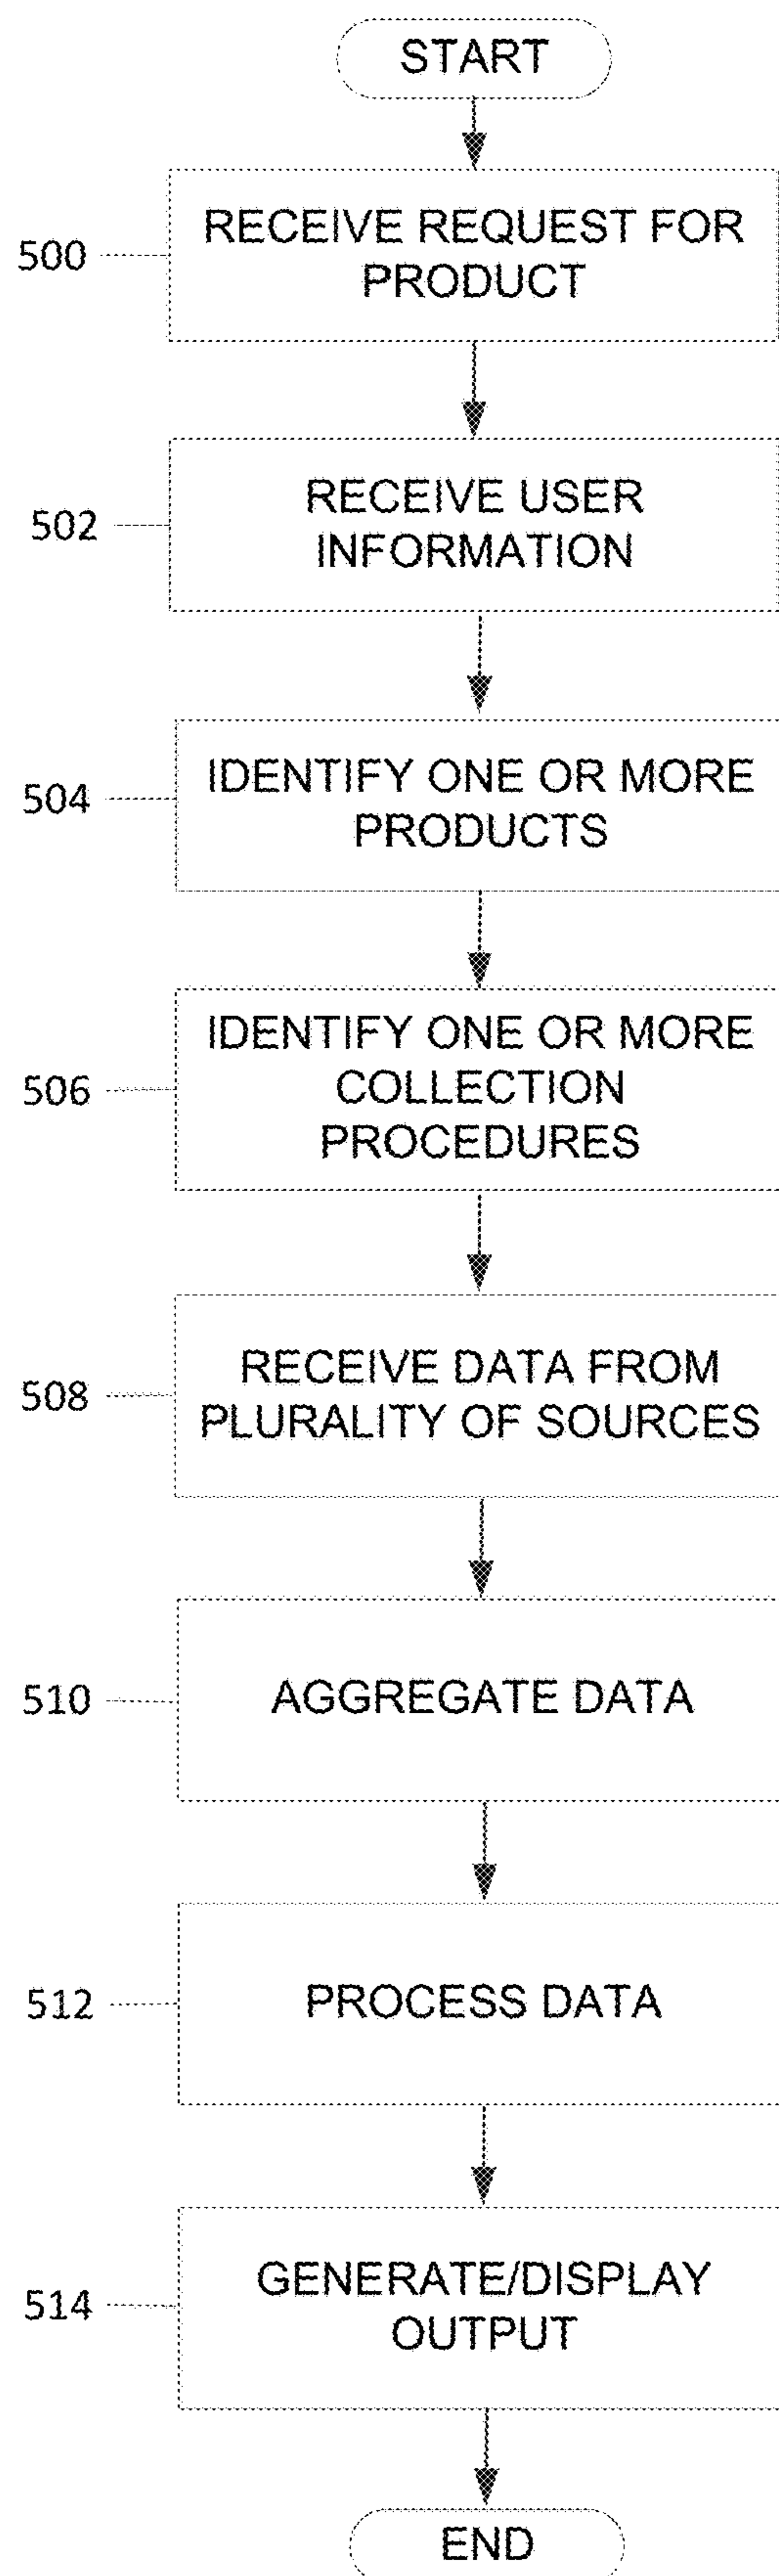 START
RECEIVE REQUEST FOR
PRODUCT
500
RECEIVE USER
INFORMATION
502
IDENTIFY ONE OR MORE
PRODUCTS
504
IDENTIFY ONE OR MORE
COLLECTION
PROCEDURES
506
RECEIVE DATA FROM
PLURALITY OF SOURCES
508
AGGREGATE DATA
510
PROCESS DATA
512
GENERATE/DISPLAY
OUTPUT
514
END